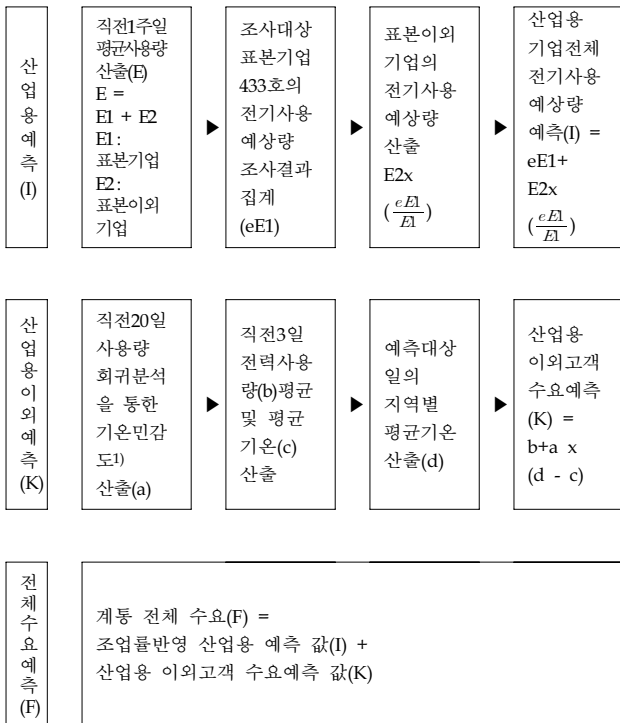 산
업
용
예
측
(I)
직전1주일
평균사용량
산출(E)
E =
E1 + E2
E1:
표본기업
E2:
표본이외
기업
▶
조사대상
표본기업
433호의
전기사용
예상량
조사결과
집계
(eE1)
▶
표본이외
기업의
전기사용
예상량
산출
E2x
(eE1/E1)
▶
산업용
기업전체
전기사용
예상량
예측(I) =
eE1+
E2x
(eE1/E1)
산
업
용
이
외
예
측
(K)
직전20일
사용량
회귀분석
을 통한
기온민감
도1)
산출(a)
▶
직전3일
전력사용
량(b)평균
및 평균
기온(c)
산출
▶
예측대상
일의
지역별
평균기온
산출(d)
▶
산업용
이외고객
수요예측
(K) =
b+a x
(d - c)
전
체
수
요
예
측
(F)
계통 전체 수요(F) =
조업률반영 산업용 예측 값(I) +
산업용 이외고객 수요예측 값(K)